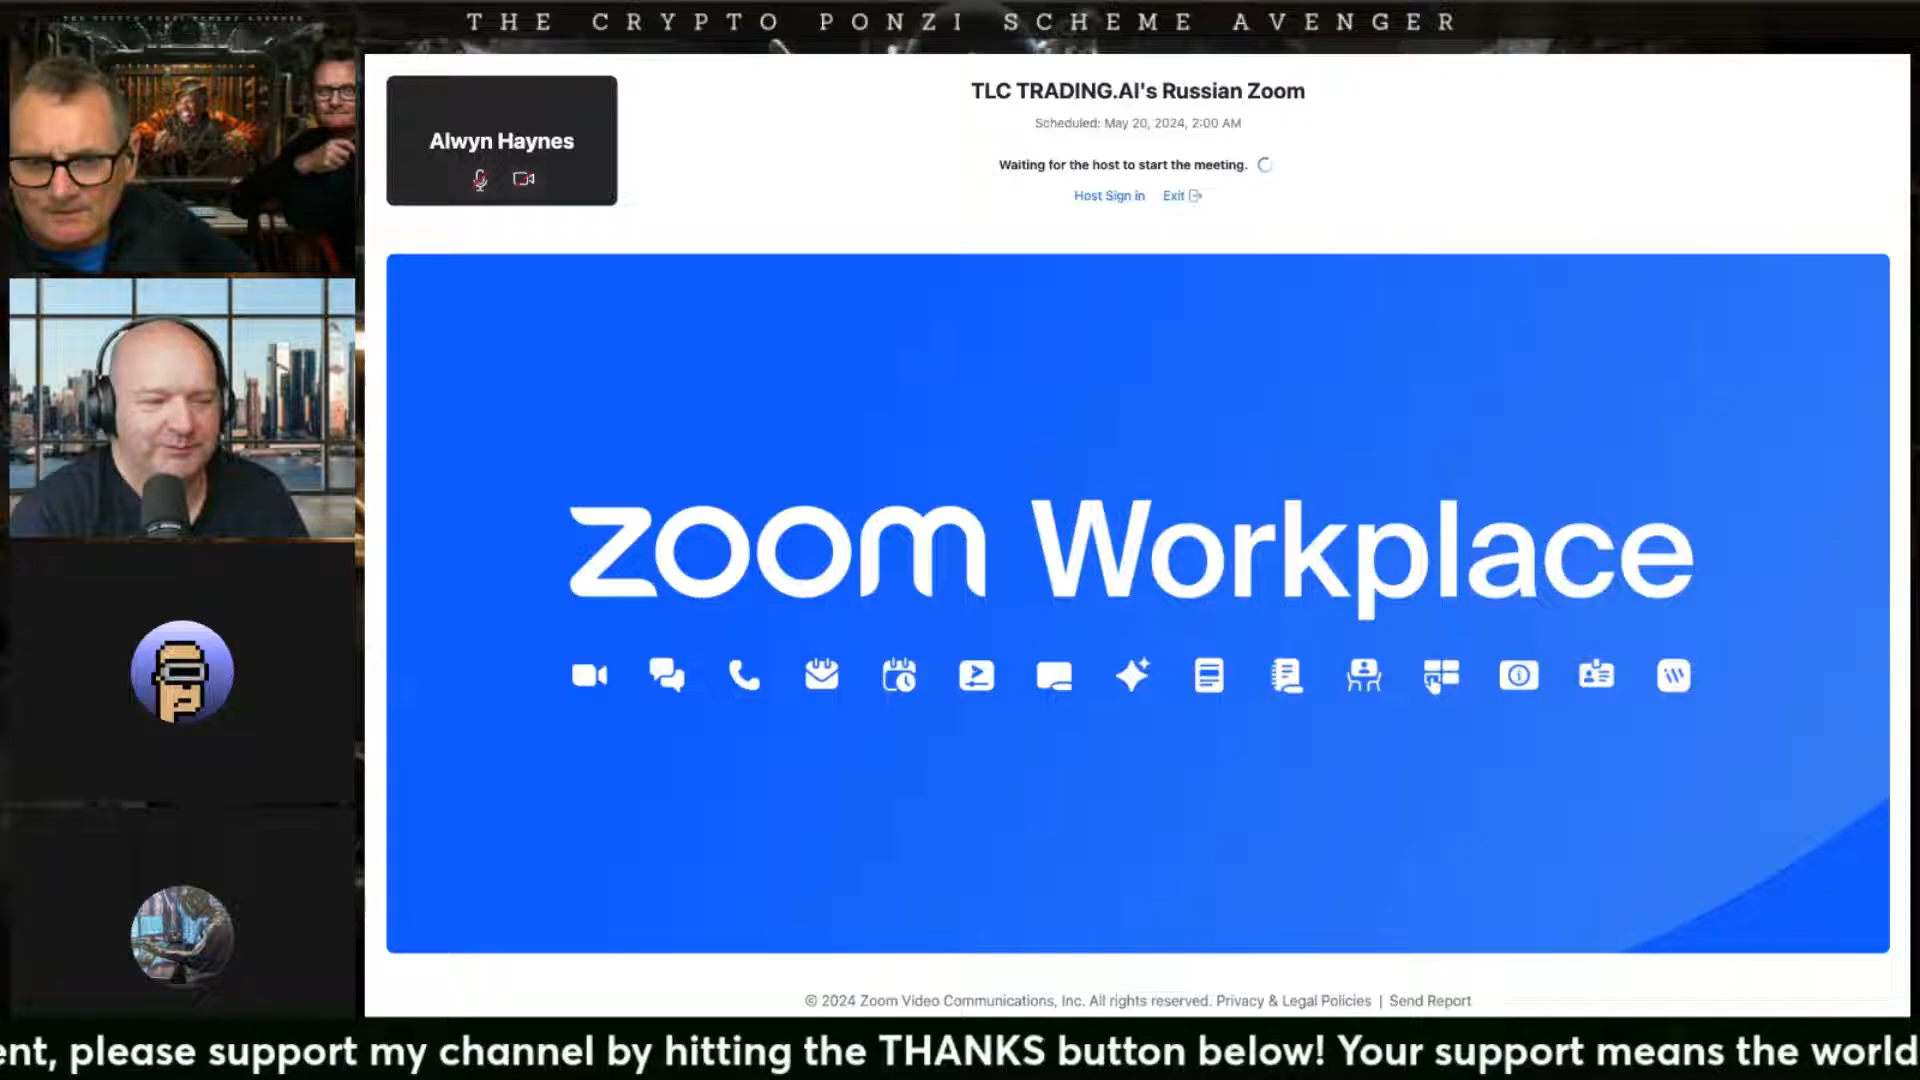 THE CRYPTO PONZI SCHEME AVENGER
Alwyn Haynes
TLC TRADING.AI's Russian Zoom
Scheduled: May 20, 2024, 2:00 AM
Waiting for the host to start the meeting.
Host Sign in Exit
zoom Workplace
© 2024 Zoom Video Communications, Inc. All rights reserved. Privacy & Legal Policies | Send Report
ent, please support my channel by hitting the THANKS button below! Your support means the world